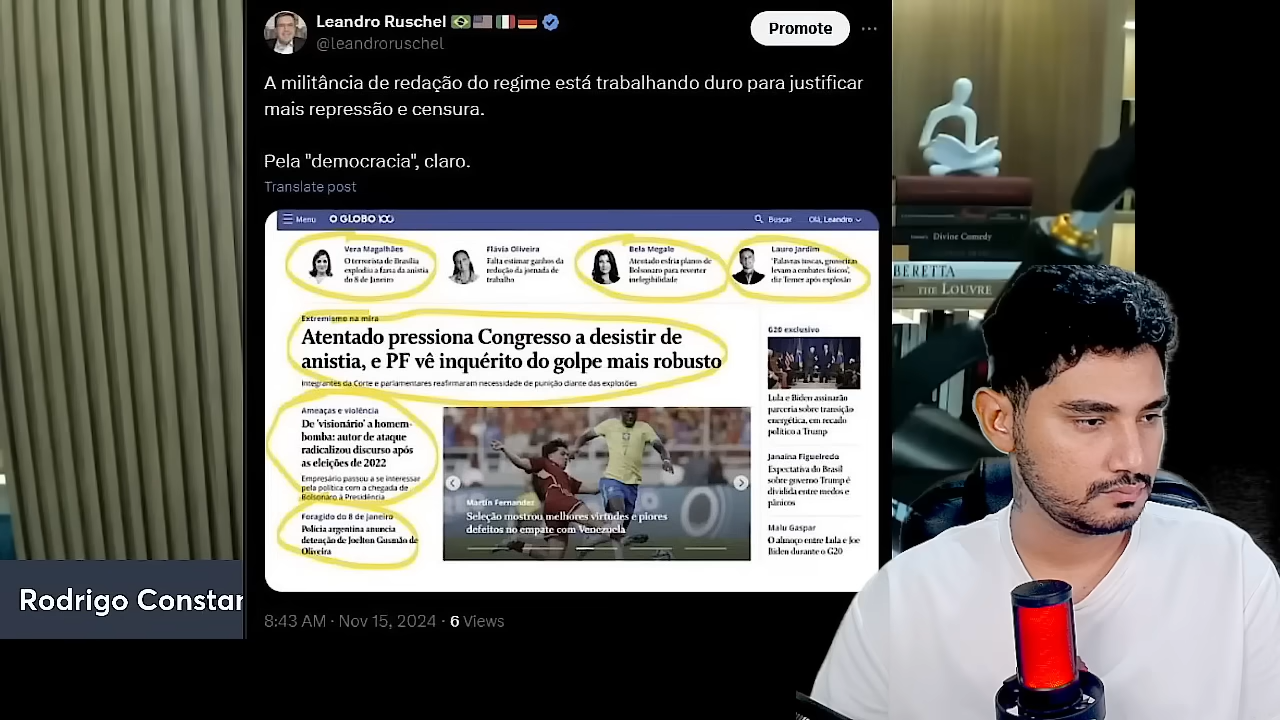 Leandro Ruschel
@leandroruschel
Promote
A militância de redação do regime está trabalhando duro para justificar
mais repressão e censura.
Pela "democracia", claro.
Translate post
Menu
O GLOBO 100
Buscar
Olá, Leandro
Vera Magalhães
O terrorista de Brasília
explodiu a farsa da anistia
do 8 de Janeiro
Flávia Oliveira
Falta estimar ganhos da
redução da jornada de
trabalho
Bela Megale
Atentado esfria planos de
Bolsonaro para reverter
inelegibilidade
Lauro Jardim
'Palavras toscas, grosseiras
levam a embates físicos',
diz Temer após explosão
Extremismo na mira
Atentado pressiona Congresso a desistir de
anistia, e PF vê inquérito do golpe mais robusto
Integrantes da Corte e parlamentares reafirmaram necessidade de punição diante das explosões
Ameaças e violência
De 'visionário' a homem-
bomba: autor de ataque
radicalizou discurso após
as eleições de 2022
Empresário passou a se interessar
pela política com a chegada de
Bolsonaro à Presidência
Foragido do 8 de Janeiro
Polícia argentina anuncia
detenção de Joelton Gusmão de
Oliveira
Martín Fernandez
Seleção mostrou melhores virtudes e piores
defeitos no empate com Venezuela
G20 exclusivo
Lula e Biden assinarão
parceria sobre transição
energética, em recado
político a Trump
Janaína Figueiredo
Expectativa do Brasil
sobre governo Trump é
dividida entre medos e
pânicos
Malu Gaspar
O almoço entre Lula e Joe
Biden durante o G20
8:43 AM · Nov 15, 2024 · 6 Views
Rodrigo Constan
Divine Comedy
BERETTA
THE LOUVRE